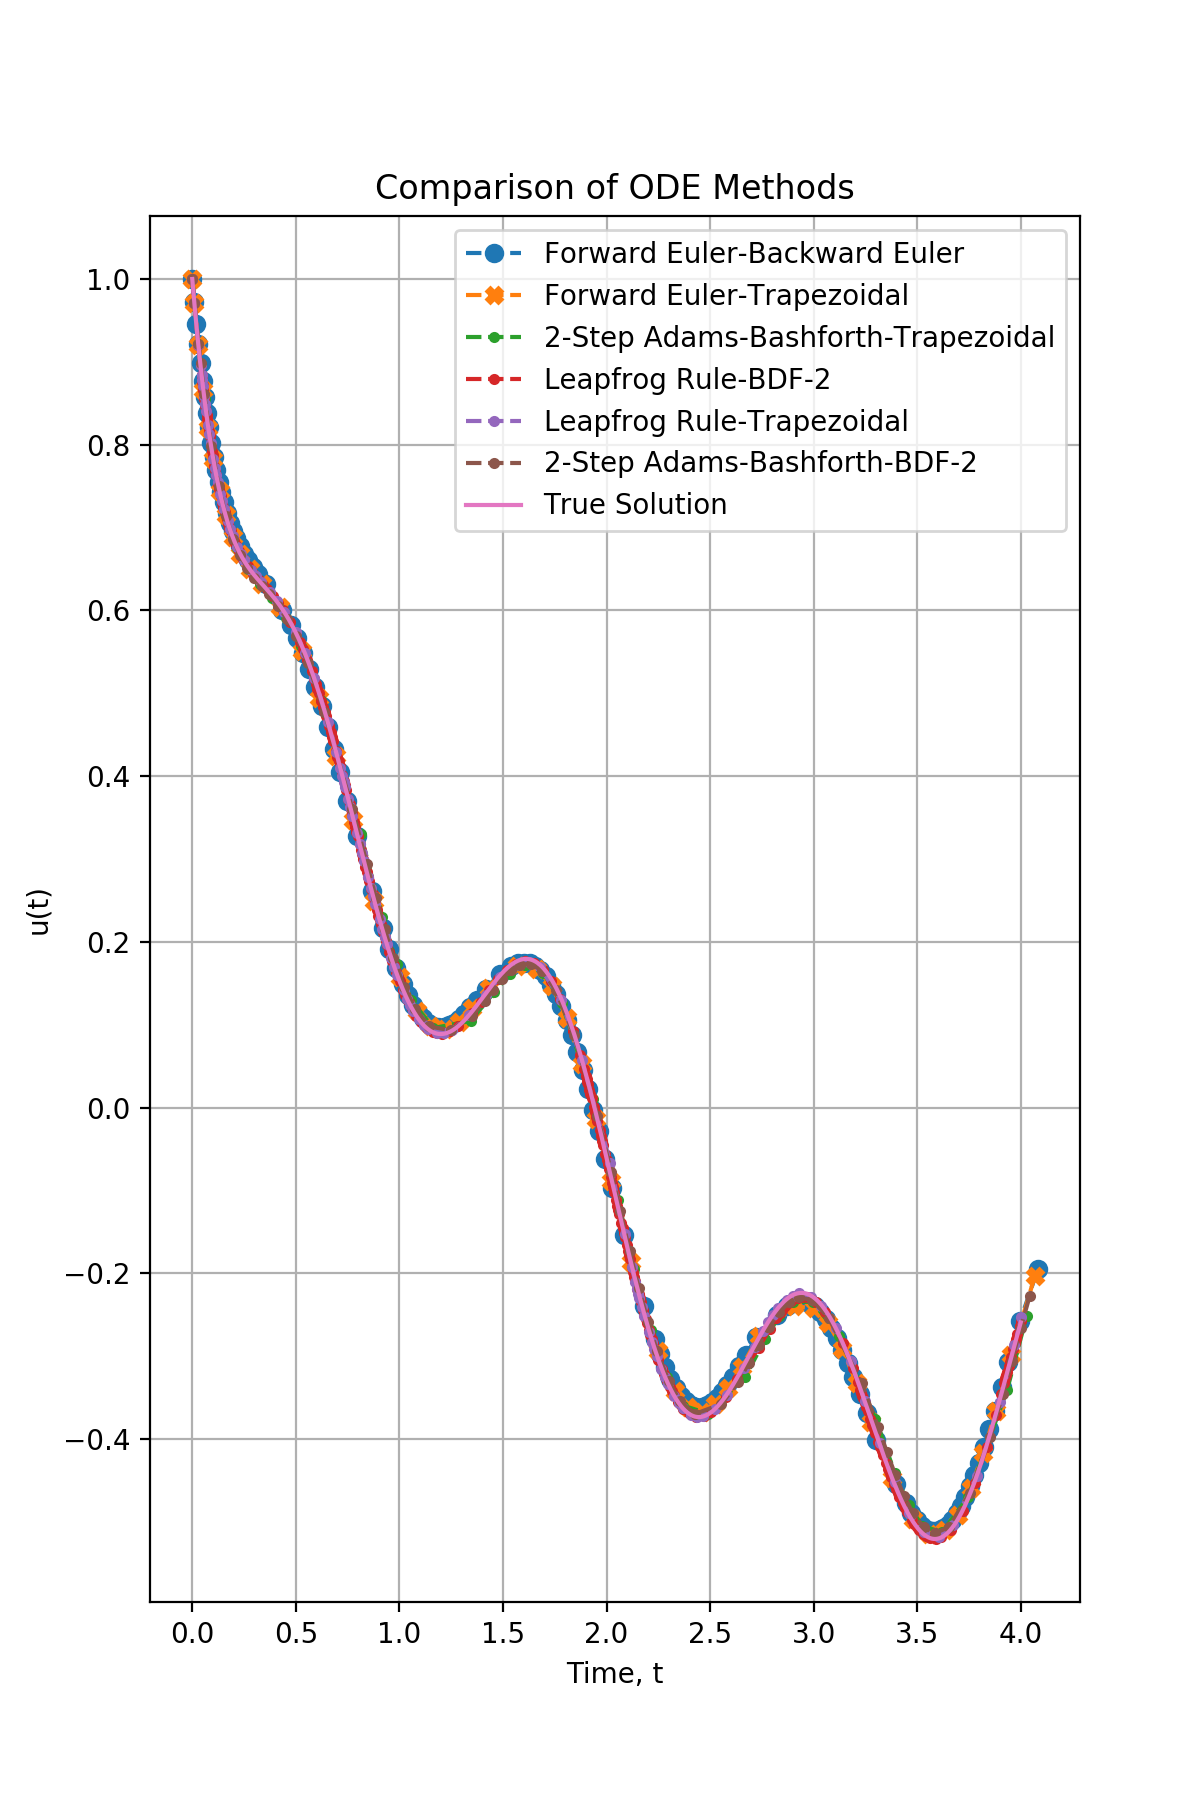 Comparison of ODE Methods
Forward Euler-Backward Euler
Forward Euler-Trapezoidal
2-Step Adams-Bashforth-Trapezoidal
Leapfrog Rule-BDF-2
Leapfrog Rule-Trapezoidal
2-Step Adams-Bashforth-BDF-2
True Solution
1.0
0.8
0.6
0.4
0.2
0.0
−0.2
−0.4
u(t)
0.0 0.5 1.0 1.5 2.0 2.5 3.0 3.5 4.0
Time, t